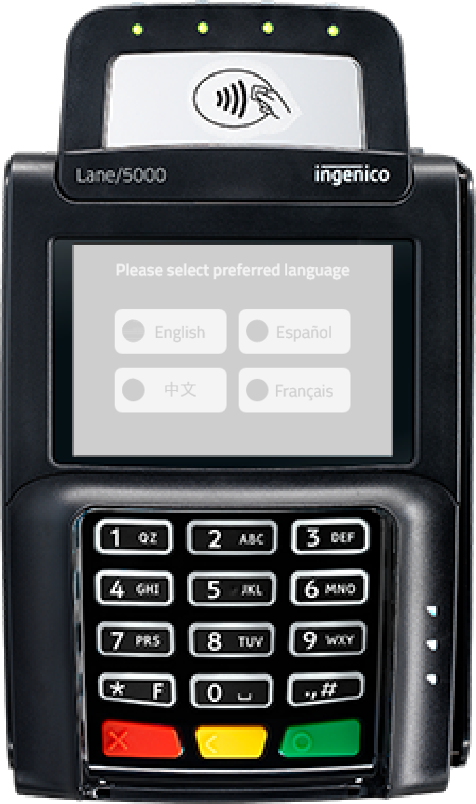 Lane/5000 ingenico
Please select preferred language
English Español
中文 Français
1 QZ 2 ABC 3 DEF
4 GHI 5 JKL 6 MNO
7 PRS 8 TUV 9 WXY
* F 0 ⎵ .,#
X < O